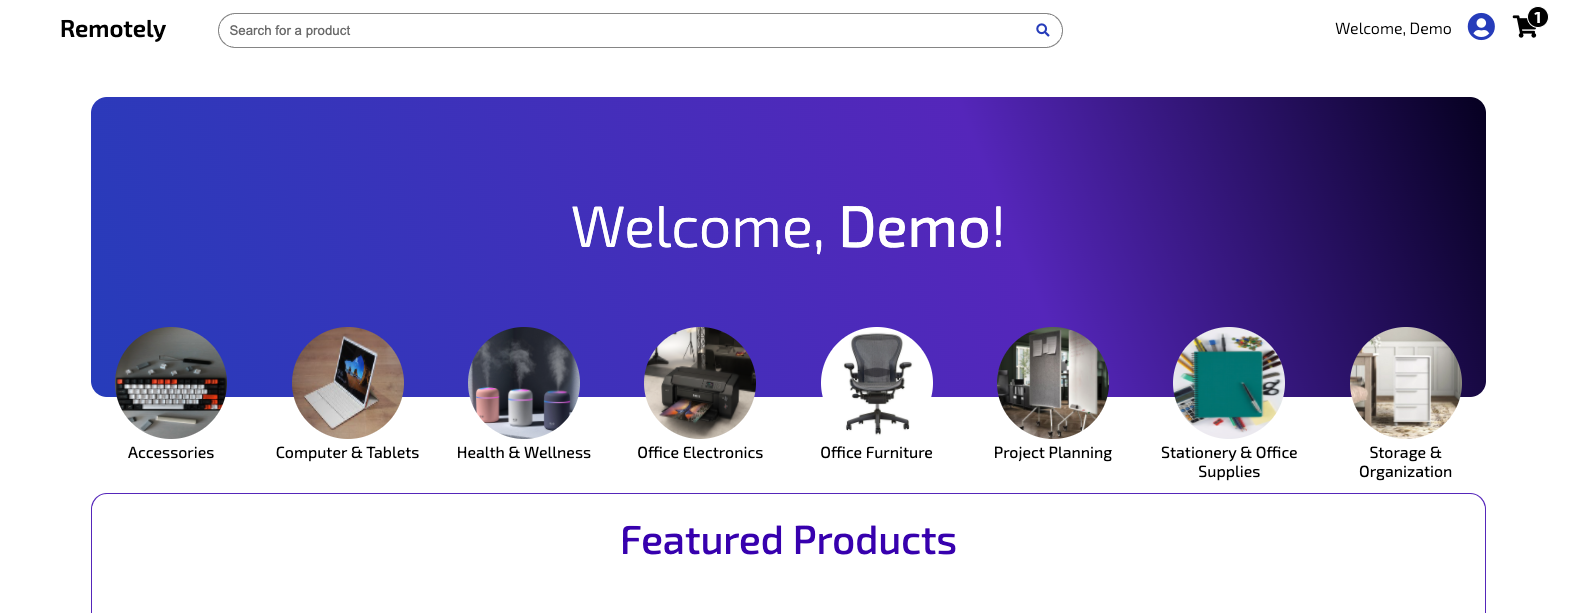 Remotely
Search for a product
Welcome, Demo
1
Welcome, Demo!
Accessories
Computer & Tablets
Health & Wellness
Office Electronics
Office Furniture
Project Planning
Stationery & Office
Supplies
Storage &
Organization
Featured Products